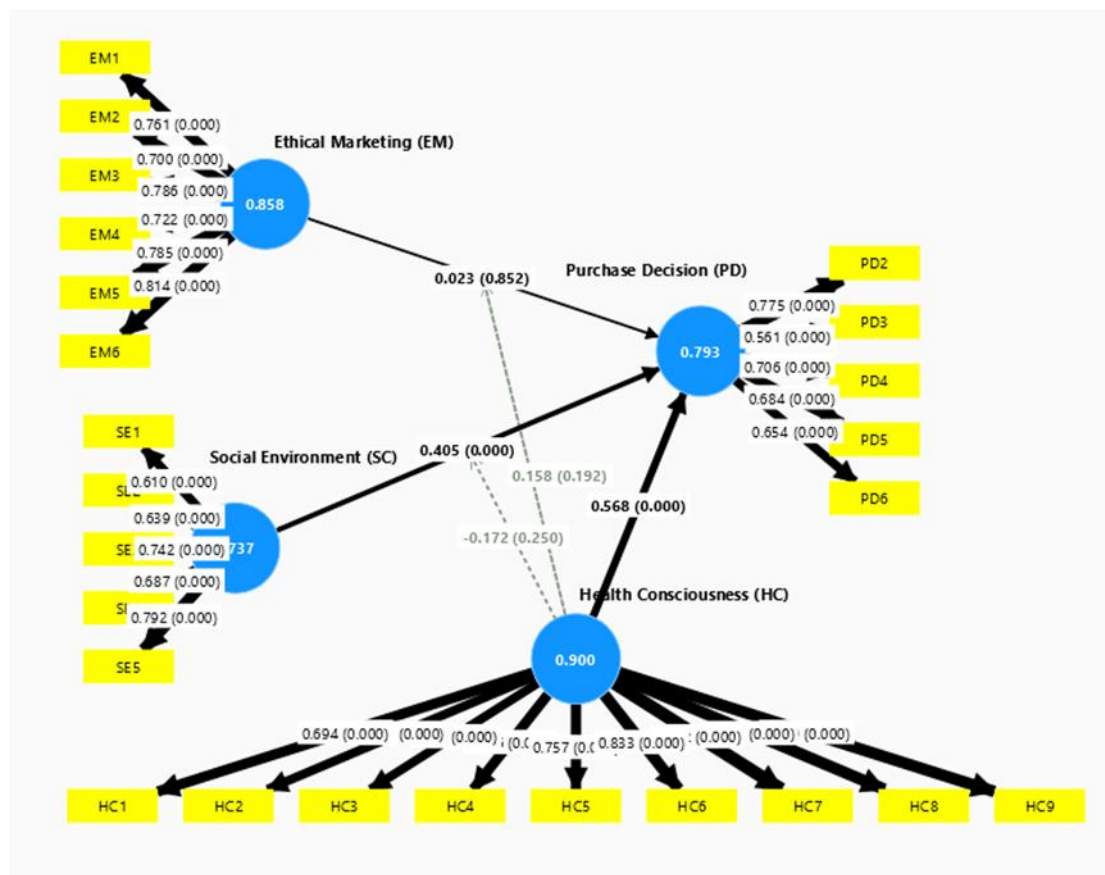 EM1
EM2
EM3
EM4
EM5
EM6
0.761 (0.000)
0.700 (0.000)
0.786 (0.000)
0.722 (0.000)
0.785 (0.000)
0.814 (0.000)
Ethical Marketing (EM)
0.858
0.023 (0.852)
Purchase Decision (PD)
0.793
0.775 (0.000)
0.561 (0.000)
0.706 (0.000)
0.684 (0.000)
0.654 (0.000)
PD2
PD3
PD4
PD5
PD6
SE1
SE5
0.610 (0.000)
0.639 (0.000)
0.742 (0.000)
0.687 (0.000)
0.792 (0.000)
Social Environment (SC)
0.405 (0.000)
0.158 (0.192)
-0.172 (0.250)
0.568 (0.000)
Health Consciousness (HC)
0.900
0.694 (0.000) (0.000) (0.000) 0.757 0.833 (0.000) (0.000) (0.000) (0.000)
HC1 HC2 HC3 HC4 HC5 HC6 HC7 HC8 HC9